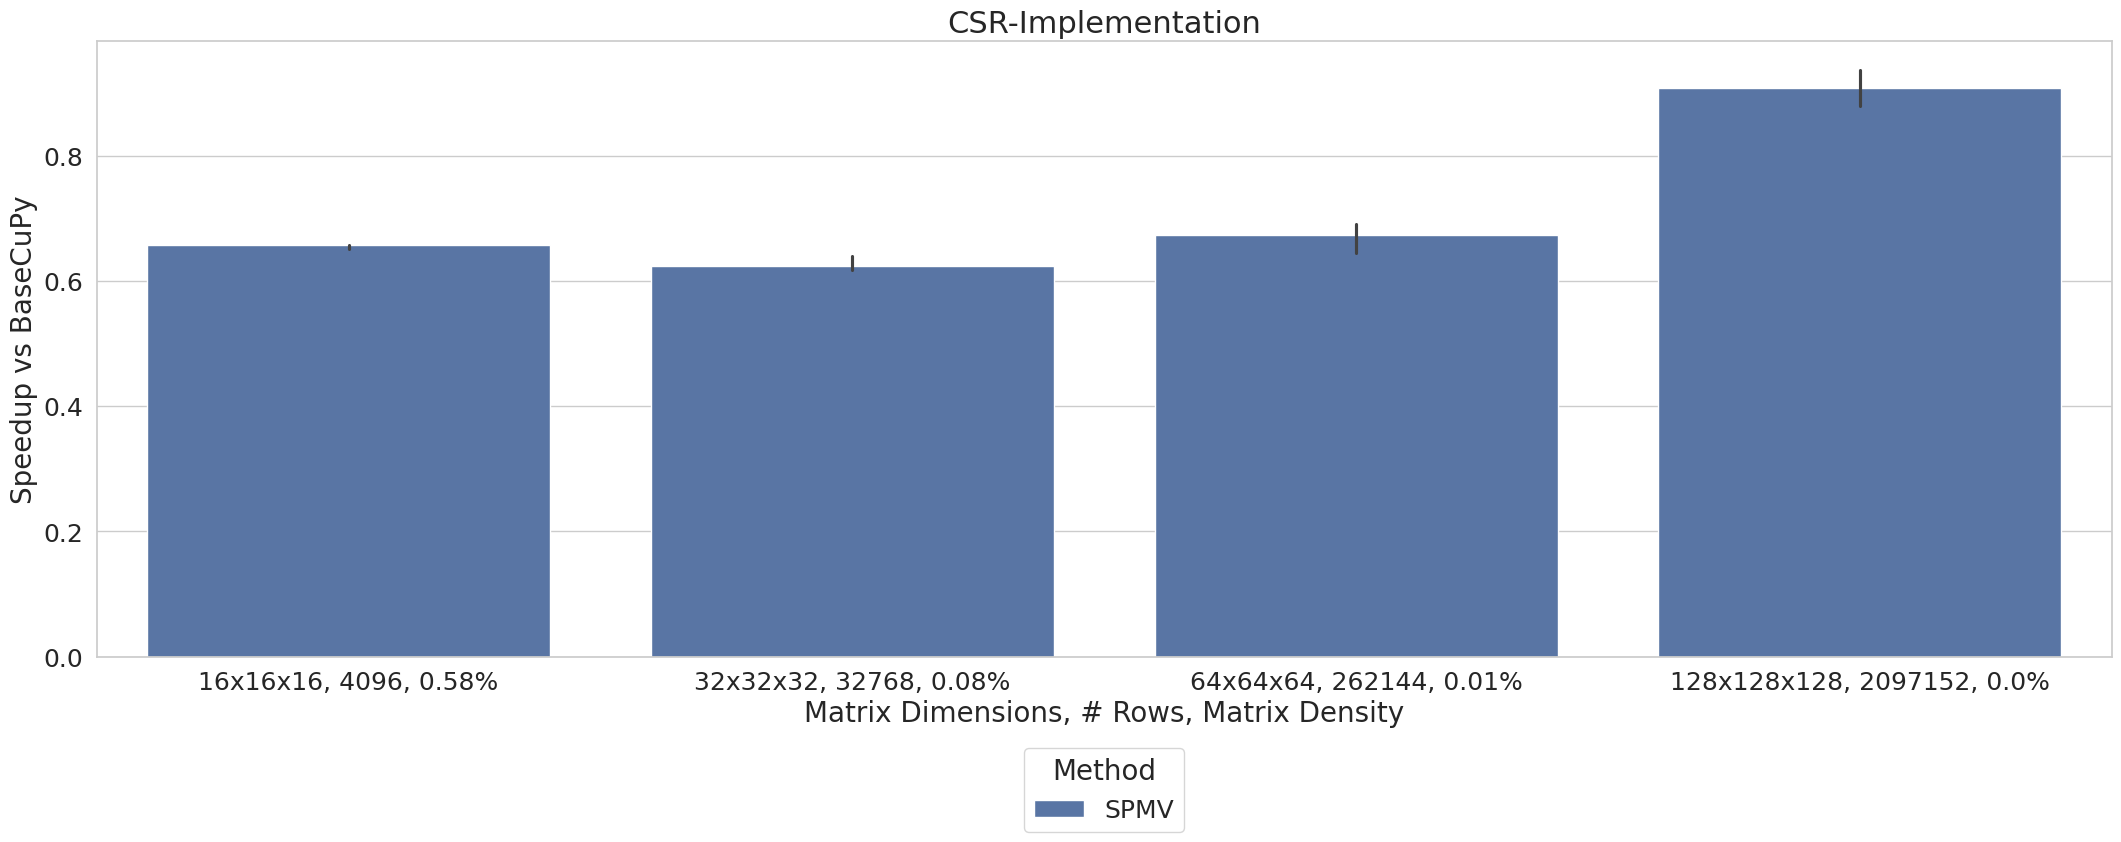 CSR-Implementation
Speedup vs BaseCuPy
0.8
0.6
0.4
0.2
0.0
16x16x16, 4096, 0.58%
32x32x32, 32768, 0.08%
64x64x64, 262144, 0.01%
128x128x128, 2097152, 0.0%
Matrix Dimensions, # Rows, Matrix Density
Method
SPMV